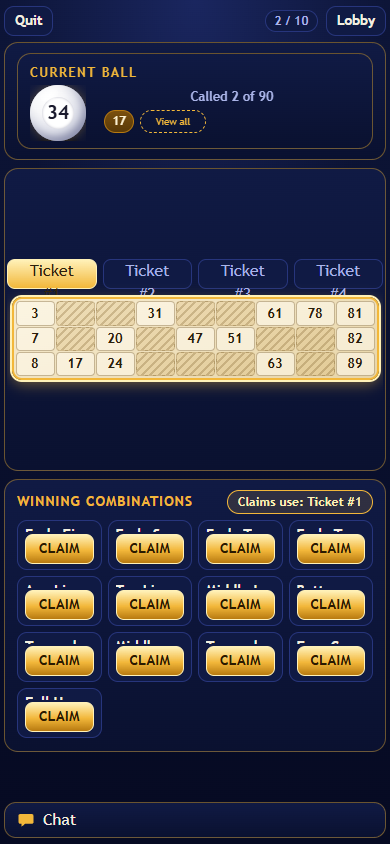 Quit
2 / 10
Lobby
CURRENT BALL
34
Called 2 of 90
17
View all
Ticket
Ticket #2
Ticket #3
Ticket #4
3 31 61 78 81
7 20 47 51 82
8 17 24 63 89
WINNING COMBINATIONS
Claims use: Ticket #1
CLAIM CLAIM CLAIM CLAIM
CLAIM CLAIM CLAIM CLAIM
CLAIM CLAIM CLAIM CLAIM
CLAIM
Chat